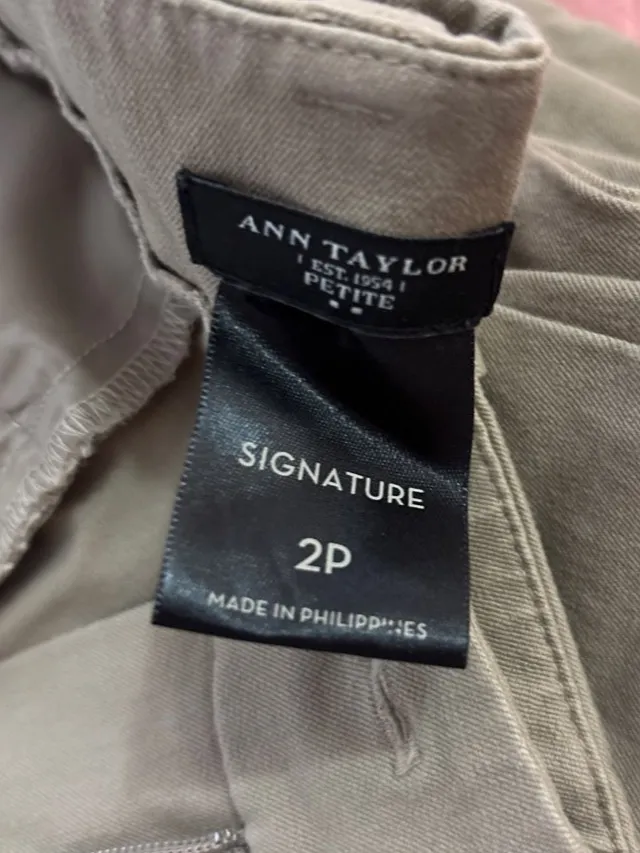 ANN TAYLOR
EST. 1954
PETITE
SIGNATURE
2P
MADE IN PHILIPPINES